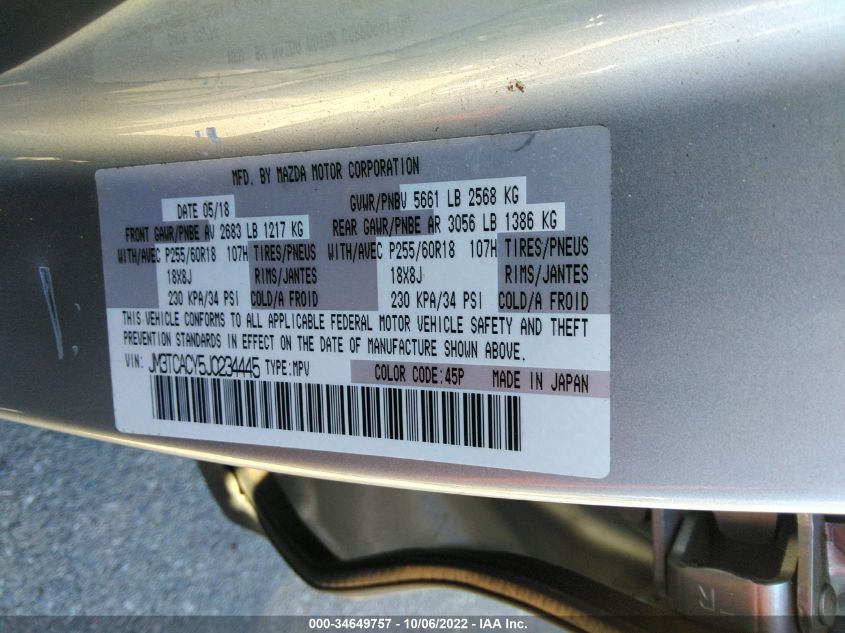 MFD. BY MAZDA MOTOR CORPORATION
DATE 05/18 GVWR/PNBV 5661 LB 2568 KG
FRONT GAWR/PNBE AV 2683 LB 1217 KG REAR GAWR/PNBE AR 3056 LB 1386 KG
WITH/AVEC P255/60R18 107H TIRES/PNEUS WITH/AVEC P255/60R18 107H TIRES/PNEUS
18X8J RIMS/JANTES 18X8J RIMS/JANTES
230 KPA/34 PSI COLD/A FROID 230 KPA/34 PSI COLD/A FROID
THIS VEHICLE CONFORMS TO ALL APPLICABLE FEDERAL MOTOR VEHICLE SAFETY AND THEFT
PREVENTION STANDARDS IN EFFECT ON THE DATE OF MANUFACTURE SHOWN ABOVE.
VIN: JM3TCACY5J0234445 TYPE:MPV
COLOR CODE:45P MADE IN JAPAN
000-34649757 - 10/06/2022 - IAA Inc.